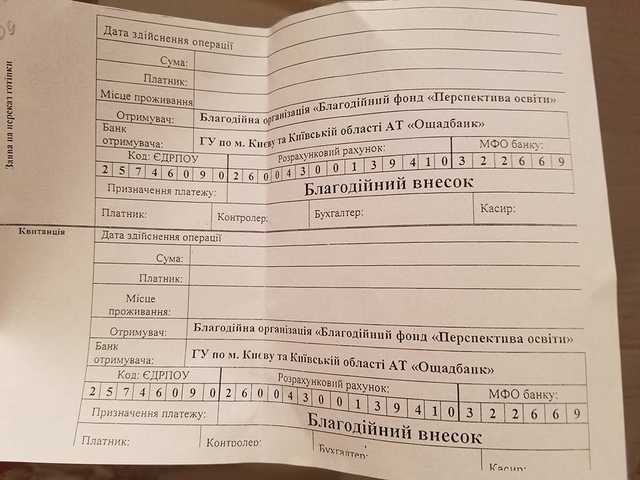 Заява на переказ готівки
Дата здійснення операції
Сума:
Платник:
Місце проживання
Отримувач: Благодійна організація «Благодійний фонд «Перспектива освіти»
Банк отримувача: ГУ по м. Києву та Київській області АТ «Ощадбанк»
Код: ЄДРПОУ Розрахунковий рахунок: МФО банку:
2 5 7 4 6 0 9 0 2 6 0 0 4 3 0 0 1 3 9 4 1 0 3 2 2 6 6 9
Призначення платежу: Благодійний внесок
Платник: Контролер: Бухгалтер: Касир:
Квитанція
Дата здійснення операції
Сума:
Платник:
Місце
проживання:
Отримувач: Благодійна організація «Благодійний фонд «Перспектива освіти»
Банк отримувача: ГУ по м. Києву та Київській області АТ «Ощадбанк»
Код: ЄДРПОУ Розрахунковий рахунок: МФО банку:
2 5 7 4 6 0 9 0 2 6 0 0 4 3 0 0 1 3 9 4 1 0 3 2 2 6 6 9
Призначення платежу: Благодійний внесок
Платник: Контролер: Бухгалтер: Касир: